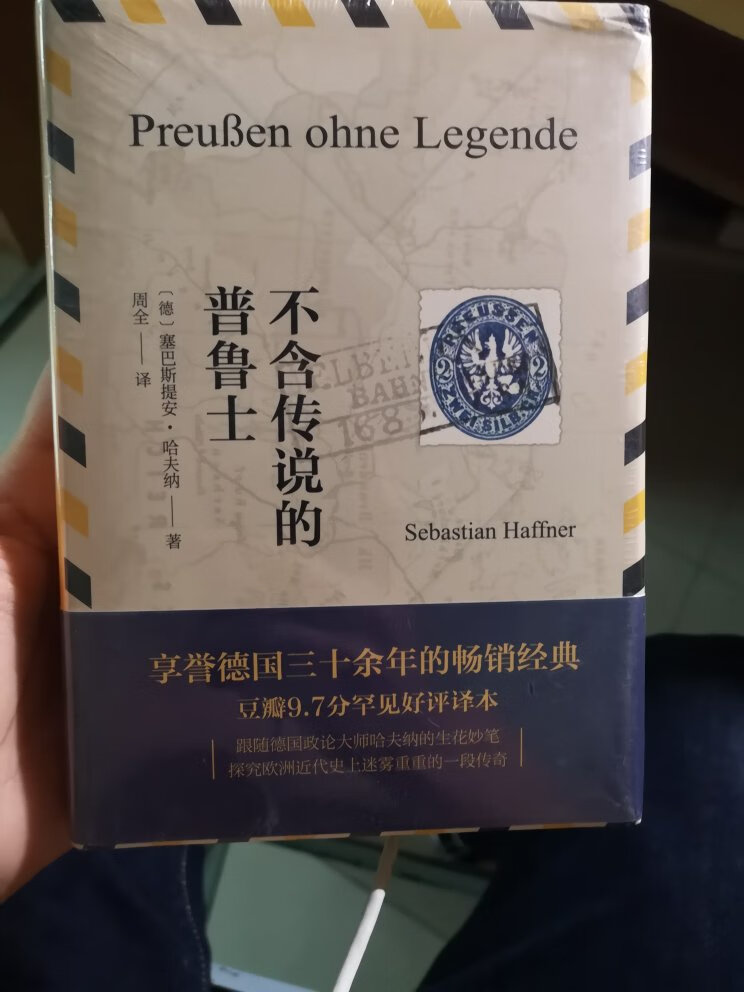 Preußen ohne Legende
不含传说的
普鲁士
〔德〕塞巴斯提安·哈夫纳——著
周全——译
PREUSSEN
2
2
BAHN
Sebastian Haffner
享誉德国三十余年的畅销经典
豆瓣9.7分罕见好评译本
跟随德国政论大师哈夫纳的生花妙笔
探究欧洲近代史上迷雾重重的一段传奇